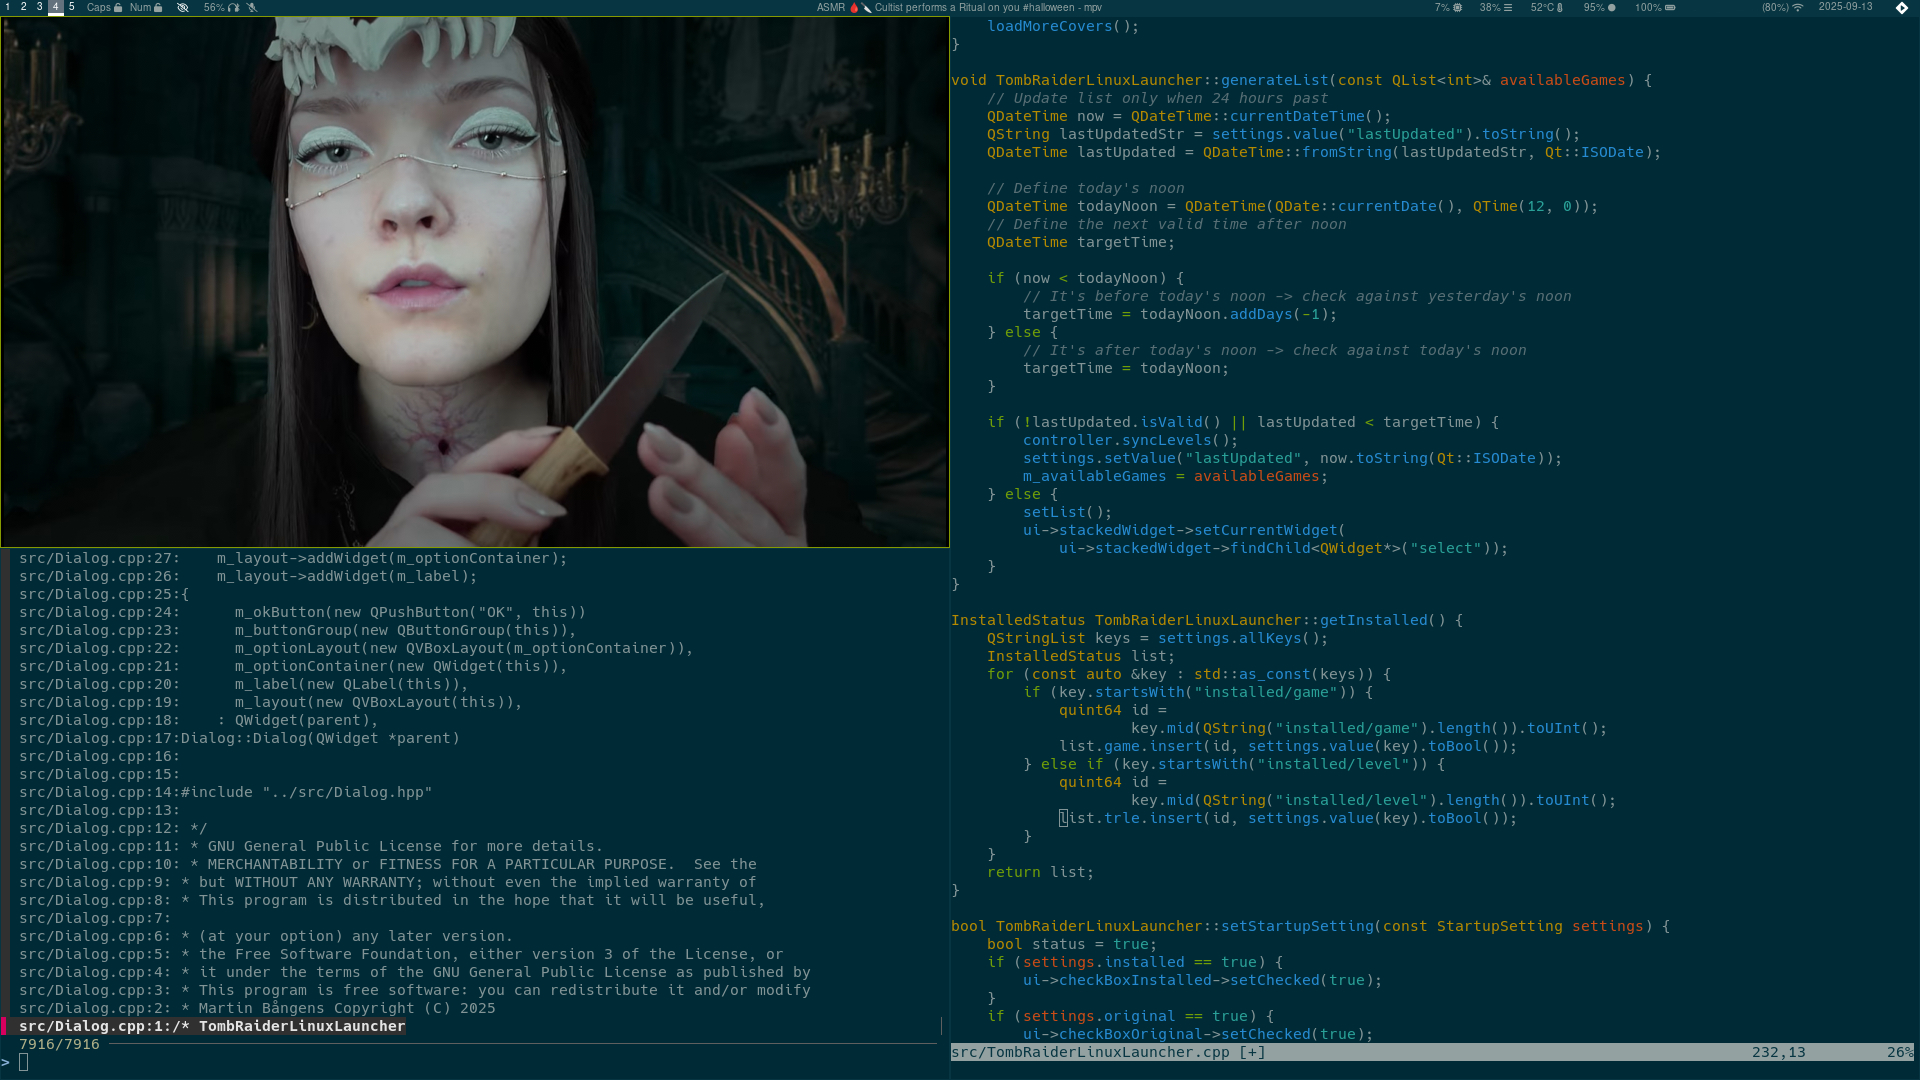 1 2 3 4 5 Caps Num 56% ASMR Cultist performs a Ritual on you #halloween - mpv 7% 38% 52°C 95% 100% (80%) 2025-09-13
src/Dialog.cpp:27:    m_layout->addWidget(m_optionContainer);
src/Dialog.cpp:26:    m_layout->addWidget(m_label);
src/Dialog.cpp:25:{
src/Dialog.cpp:24:      m_okButton(new QPushButton("OK", this))
src/Dialog.cpp:23:      m_buttonGroup(new QButtonGroup(this)),
src/Dialog.cpp:22:      m_optionLayout(new QVBoxLayout(m_optionContainer)),
src/Dialog.cpp:21:      m_optionContainer(new QWidget(this)),
src/Dialog.cpp:20:      m_label(new QLabel(this)),
src/Dialog.cpp:19:      m_layout(new QVBoxLayout(this)),
src/Dialog.cpp:18:    : QWidget(parent),
src/Dialog.cpp:17:Dialog::Dialog(QWidget *parent)
src/Dialog.cpp:16:
src/Dialog.cpp:15:
src/Dialog.cpp:14:#include "../src/Dialog.hpp"
src/Dialog.cpp:13:
src/Dialog.cpp:12: */
src/Dialog.cpp:11: * GNU General Public License for more details.
src/Dialog.cpp:10: * MERCHANTABILITY or FITNESS FOR A PARTICULAR PURPOSE.  See the
src/Dialog.cpp:9: * but WITHOUT ANY WARRANTY; without even the implied warranty of
src/Dialog.cpp:8: * This program is distributed in the hope that it will be useful,
src/Dialog.cpp:7:
src/Dialog.cpp:6: * (at your option) any later version.
src/Dialog.cpp:5: * the Free Software Foundation, either version 3 of the License, or
src/Dialog.cpp:4: * it under the terms of the GNU General Public License as published by
src/Dialog.cpp:3: * This program is free software: you can redistribute it and/or modify
src/Dialog.cpp:2: * Martin Bångens Copyright (C) 2025
src/Dialog.cpp:1:/* TombRaiderLinuxLauncher
7916/7916
>
    loadMoreCovers();
}
void TombRaiderLinuxLauncher::generateList(const QList<int>& availableGames) {
    // Update list only when 24 hours past
    QDateTime now = QDateTime::currentDateTime();
    QString lastUpdatedStr = settings.value("lastUpdated").toString();
    QDateTime lastUpdated = QDateTime::fromString(lastUpdatedStr, Qt::ISODate);
    // Define today's noon
    QDateTime todayNoon = QDateTime(QDate::currentDate(), QTime(12, 0));
    // Define the next valid time after noon
    QDateTime targetTime;
    if (now < todayNoon) {
        // It's before today's noon -> check against yesterday's noon
        targetTime = todayNoon.addDays(-1);
    } else {
        // It's after today's noon -> check against today's noon
        targetTime = todayNoon;
    }
    if (!lastUpdated.isValid() || lastUpdated < targetTime) {
        controller.syncLevels();
        settings.setValue("lastUpdated", now.toString(Qt::ISODate));
        m_availableGames = availableGames;
    } else {
        setList();
        ui->stackedWidget->setCurrentWidget(
            ui->stackedWidget->findChild<QWidget*>("select"));
    }
}
InstalledStatus TombRaiderLinuxLauncher::getInstalled() {
    QStringList keys = settings.allKeys();
    InstalledStatus list;
    for (const auto &key : std::as_const(keys)) {
        if (key.startsWith("installed/game")) {
            quint64 id =
                    key.mid(QString("installed/game").length()).toUInt();
            list.game.insert(id, settings.value(key).toBool());
        } else if (key.startsWith("installed/level")) {
            quint64 id =
                    key.mid(QString("installed/level").length()).toUInt();
            list.trle.insert(id, settings.value(key).toBool());
        }
    }
    return list;
}
bool TombRaiderLinuxLauncher::setStartupSetting(const StartupSetting settings) {
    bool status = true;
    if (settings.installed == true) {
        ui->checkBoxInstalled->setChecked(true);
    }
    if (settings.original == true) {
        ui->checkBoxOriginal->setChecked(true);
src/TombRaiderLinuxLauncher.cpp [+] 232,13 26%